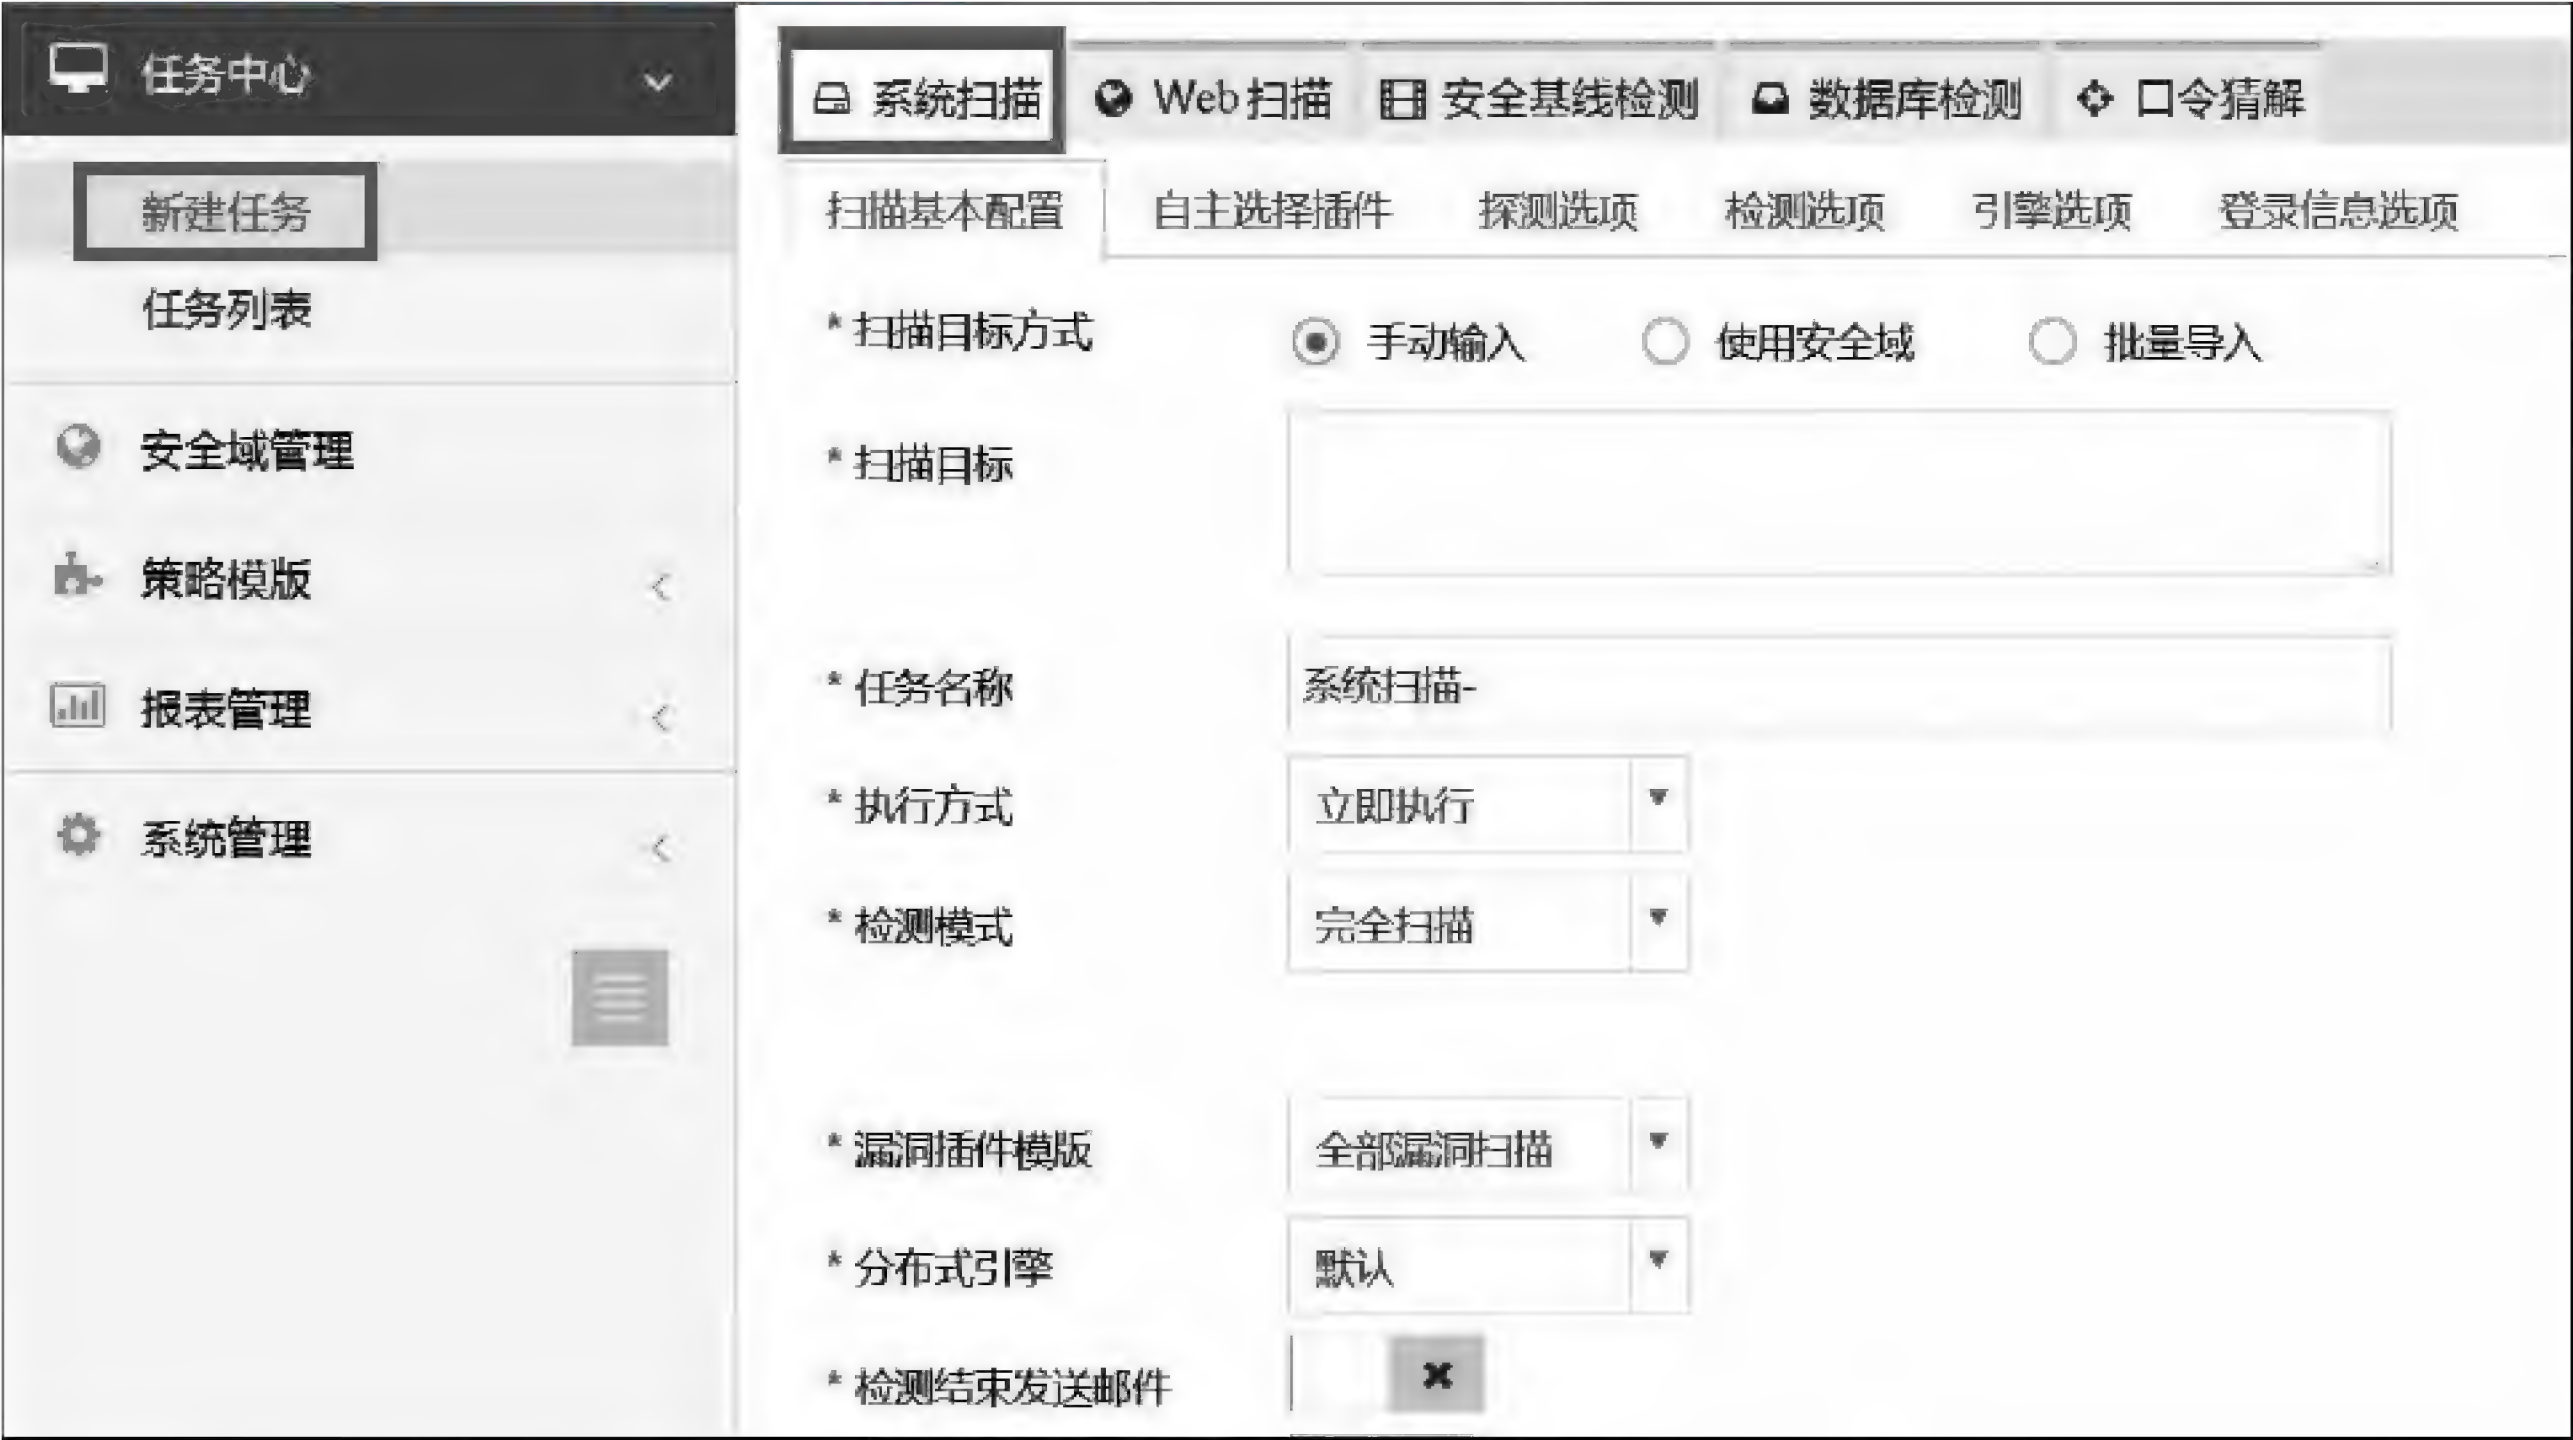 任务中心
新建任务
任务列表
安全域管理
策略模版
报表管理
系统管理
系统扫描 Web扫描 安全基线检测 数据库检测 口令猜解
扫描基本配置 自主选择插件 探测选项 检测选项 引擎选项 登录信息选项
* 扫描目标方式 手动输入 使用安全域 批量导入
* 扫描目标
* 任务名称 系统扫描-
* 执行方式 立即执行
* 检测模式 完全扫描
* 漏洞插件模版 全部漏洞扫描
* 分布式引擎 默认
* 检测结束发送邮件